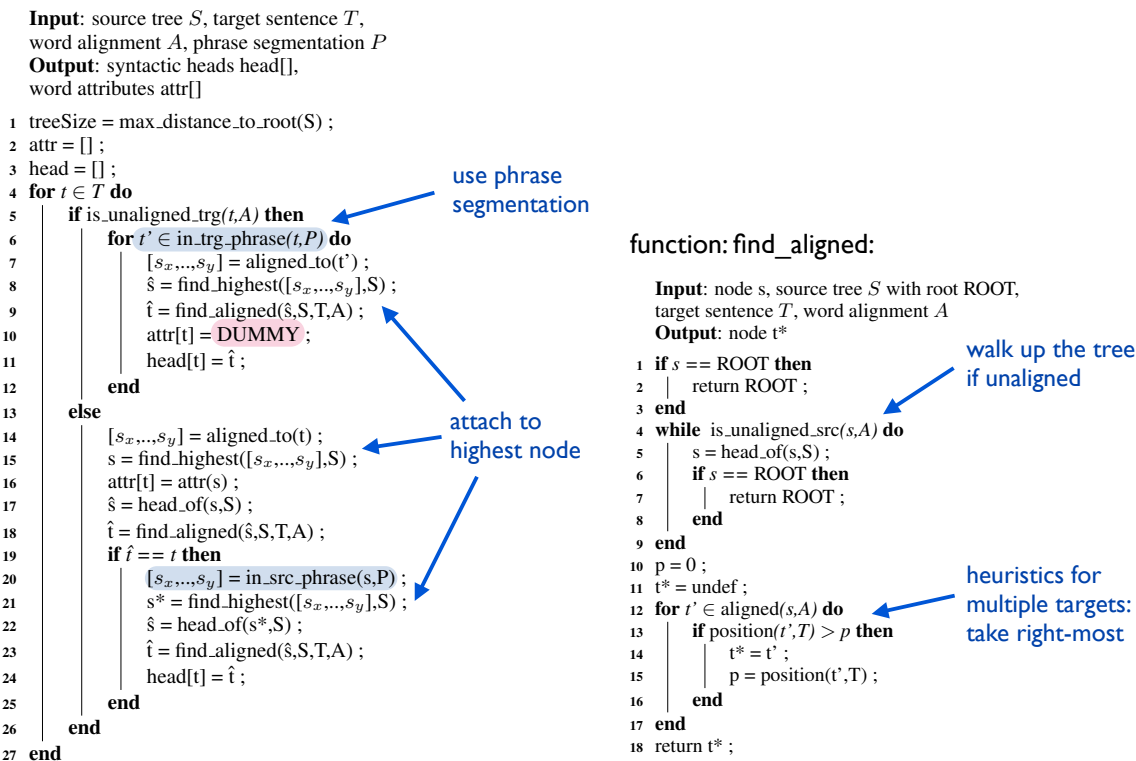 Input: source tree S, target sentence T,
word alignment A, phrase segmentation P
Output: syntactic heads head[],
word attributes attr[]
1 treeSize = max_distance_to_root(S) ;
2 attr = [] ;
3 head = [] ;
4 for t ∈ T do
5 if is_unaligned_trg(t,A) then
6 for t' ∈ in_trg_phrase(t,P) do
7 [s_x,..,s_y] = aligned_to(t') ;
8 ŝ = find_highest([s_x,..,s_y],S) ;
9 t̂ = find_aligned(ŝ,S,T,A) ;
10 attr[t] = DUMMY ;
11 head[t] = t̂ ;
12 end
13 else
14 [s_x,..,s_y] = aligned_to(t) ;
15 s = find_highest([s_x,..,s_y],S) ;
16 attr[t] = attr(s) ;
17 ŝ = head_of(s,S) ;
18 t̂ = find_aligned(ŝ,S,T,A) ;
19 if t̂ == t then
20 [s_x,..,s_y] = in_src_phrase(s,P) ;
21 s* = find_highest([s_x,..,s_y],S) ;
22 ŝ = head_of(s*,S) ;
23 t̂ = find_aligned(ŝ,S,T,A) ;
24 head[t] = t̂ ;
25 end
26 end
27 end
use phrase
segmentation
attach to
highest node
function: find_aligned:
Input: node s, source tree S with root ROOT,
target sentence T, word alignment A
Output: node t*
1 if s == ROOT then
2 return ROOT ;
3 end
4 while is_unaligned_src(s,A) do
5 s = head_of(s,S) ;
6 if s == ROOT then
7 return ROOT ;
8 end
9 end
10 p = 0 ;
11 t* = undef ;
12 for t' ∈ aligned(s,A) do
13 if position(t',T) > p then
14 t* = t' ;
15 p = position(t',T) ;
16 end
17 end
18 return t* ;
walk up the tree
if unaligned
heuristics for
multiple targets:
take right-most